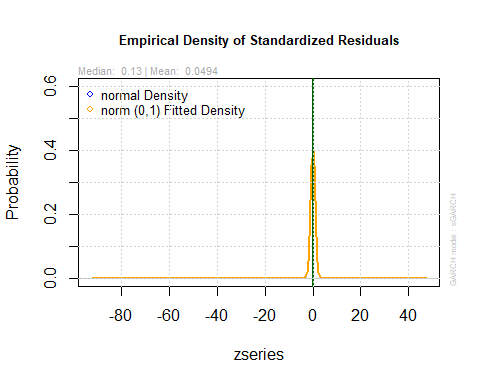 Empirical Density of Standardized Residuals
Median: 0.13 | Mean: 0.0494
normal Density
norm (0,1) Fitted Density
Probability
0.6
0.4
0.2
0.0
-80 -60 -40 -20 0 20 40
zseries
GARCH model : sGARCH